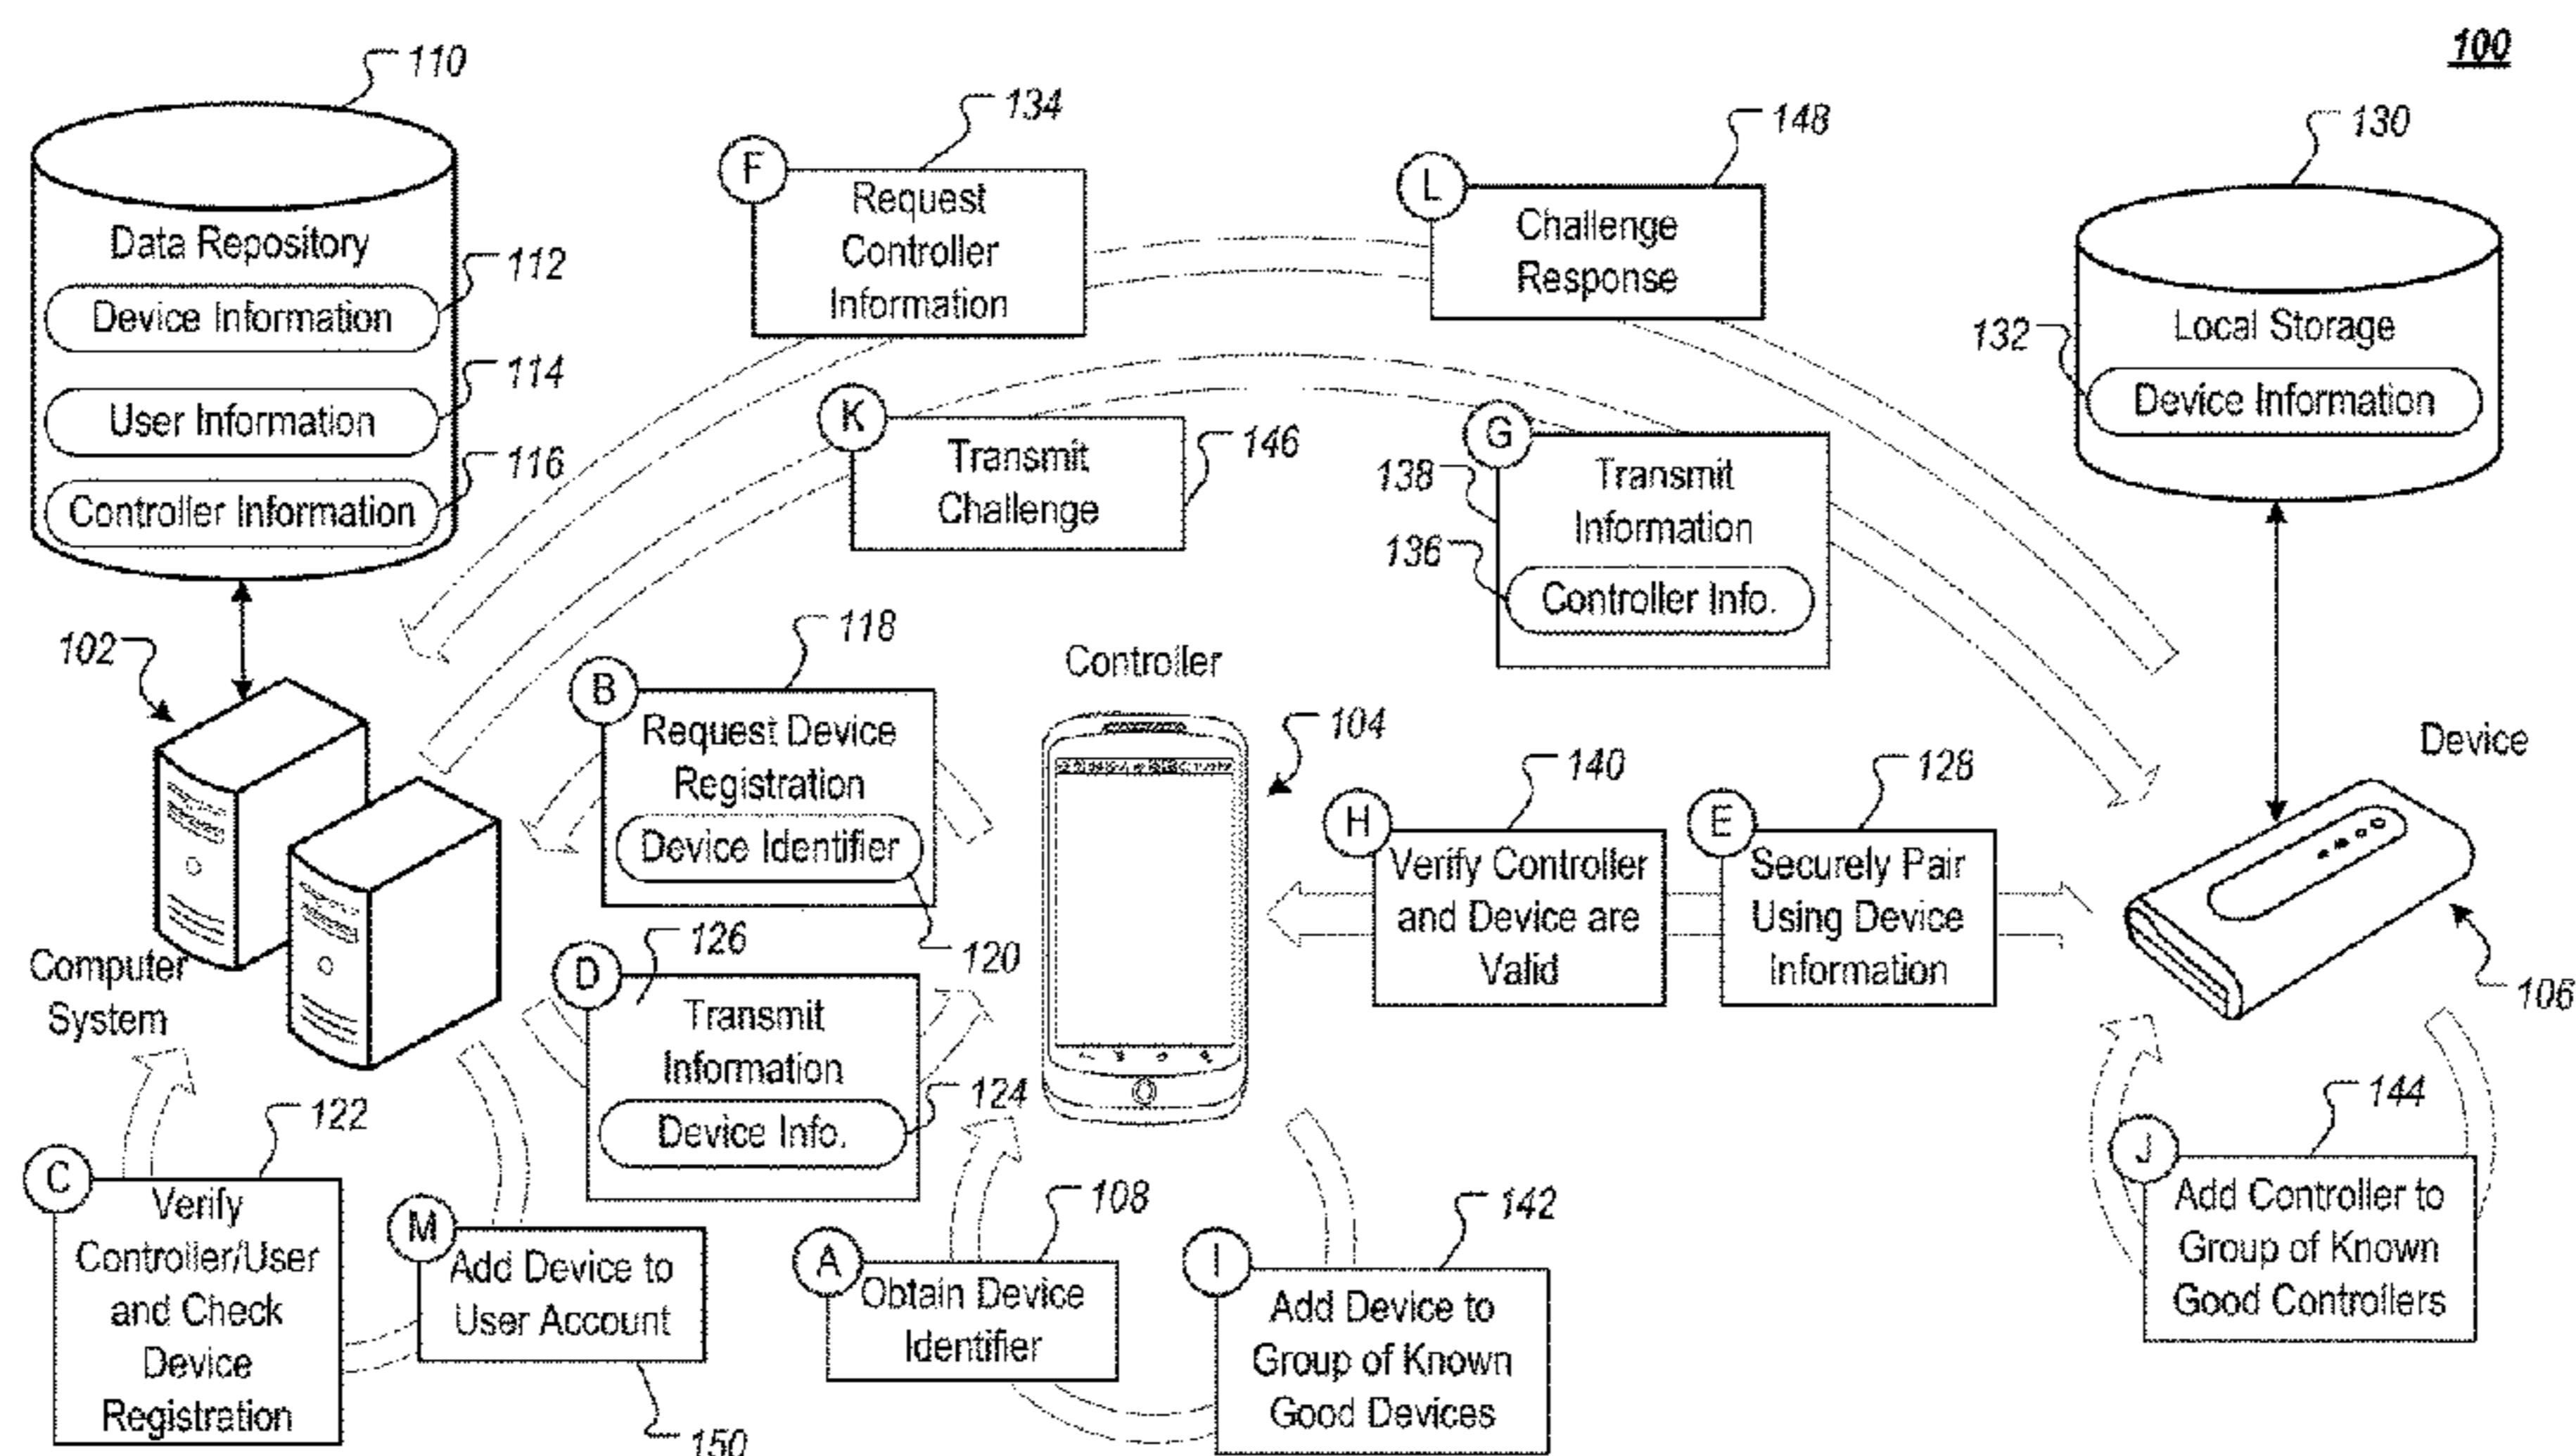 100
110
Data Repository
112
Device Information
114
User Information
116
Controller Information
F
134
Request
Controller
Information
L
148
Challenge
Response
130
132
Local Storage
Device Information
K
146
Transmit
Challenge
G
138
Transmit
Information
136
Controller Info.
102
Computer
System
B
118
Request Device
Registration
Device Identifier
120
Controller
104
H
140
Verify Controller
and Device are
Valid
E
128
Securely Pair
Using Device
Information
Device
106
D
126
Transmit
Information
124
Device Info.
C
122
Verify
Controller/User
and Check
Device
Registration
M
Add Device to
User Account
150
A
108
Obtain Device
Identifier
I
142
Add Device to
Group of Known
Good Devices
J
144
Add Controller to
Group of Known
Good Controllers